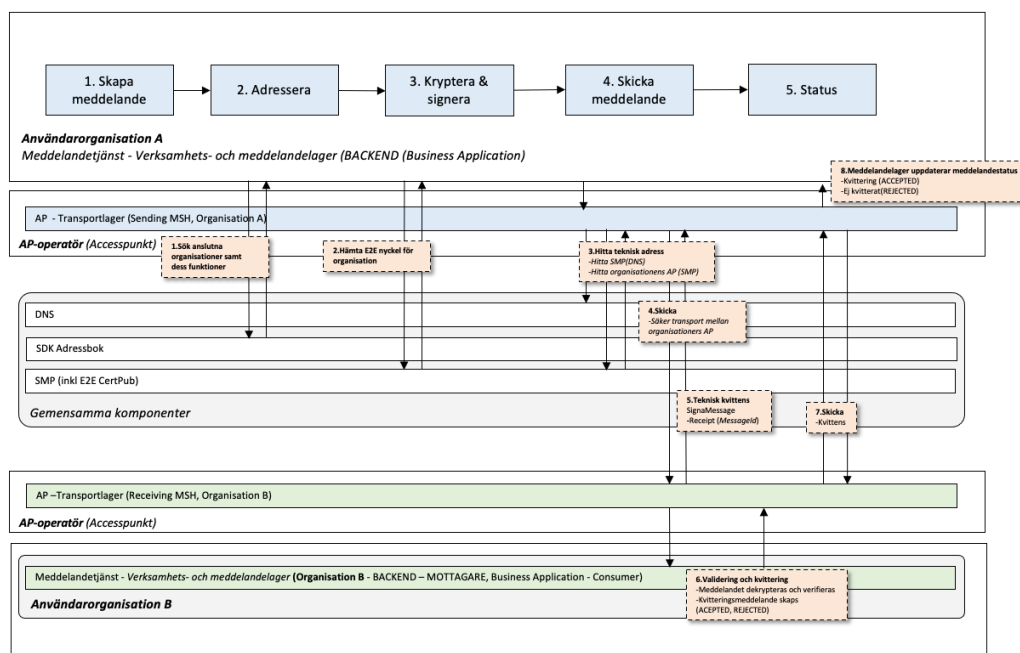 1. Skapa
meddelande
2. Adressera
3. Kryptera &
signera
4. Skicka
meddelande
5. Status
Användarorganisation A
Meddelandetjänst - Verksamhets- och meddelandelager (BACKEND (Business Application)
8.Meddelandelager uppdaterar meddelandestatus
-Kvittering (ACCEPTED)
-Ej kvitterat(REJECTED)
AP - Transportlager (Sending MSH, Organisation A)
AP-operatör (Accesspunkt)
1.Sök anslutna
organisationer samt
dess funktioner
2.Hämta E2E nyckel för
organisation
3.Hitta teknisk adress
-Hitta SMP(DNS)
-Hitta organisationens AP (SMP)
DNS
4.Skicka
-Säker transport mellan
organisationers AP
SDK Adressbok
SMP (inkl E2E CertPub)
Gemensamma komponenter
5.Teknisk kvittens
SignaMessage
-Receipt (MessageId)
7.Skicka
-Kvittens
AP –Transportlager (Receiving MSH, Organisation B)
AP-operatör (Accesspunkt)
Meddelandetjänst - Verksamhets- och meddelandelager (Organisation B - BACKEND – MOTTAGARE, Business Application - Consumer)
6.Validering och kvittering
-Meddelandet dekrypteras och verifieras
-Kvitteringsmeddelande skaps
(ACEPTED, REJECTED)
Användarorganisation B